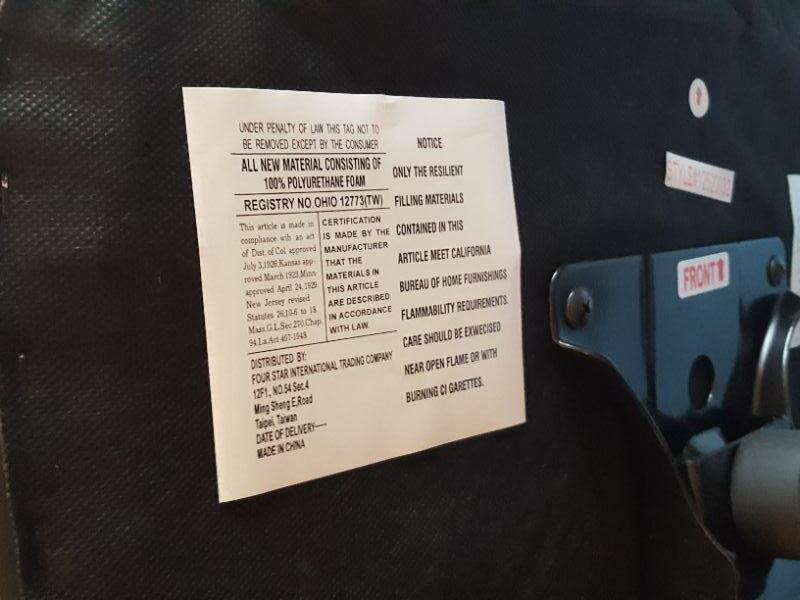 UNDER PENALTY OF LAW THIS TAG NOT TO
BE REMOVED EXCEPT BY THE CONSUMER
ALL NEW MATERIAL CONSISTING OF
100% POLYURETHANE FOAM
REGISTRY NO.OHIO 12773(TW)
This article is made in
compliance wih an act
of Dist. of Col. approved
July 3,1926;Kansas app-
roved March 1923;Minn
approved April 24, 1929
New Jersey revised
Statutes 26:10-6 to 18.
Mass.G.L.Sec.270.Chap.
94.La.Act 467-1948.
CERTIFICATION
IS MADE BY THE
MANUFACTURER
THAT THE
MATERIALS IN
THIS ARTICLE
ARE DESCRIBED
IN ACCORDANCE
WITH LAW.
DISTRIBUTED BY:
FOUR STAR INTERNATIONAL TRADING COMPANY
12F1., NO.54 Sec.4
Ming Sheng E,Road
Taipei, Taiwan
DATE OF DELIVERY—
MADE IN CHINA
NOTICE
ONLY THE RESILIENT
FILLING MATERIALS
CONTAINED IN THIS
ARTICLE MEET CALIFORNIA
BUREAU OF HOME FURNISHINGS
FLAMMABILITY REQUIREMENTS.
CARE SHOULD BE EXWECISED
NEAR OPEN FLAME OR WITH
BURNING CI GARETTES.
FRONT